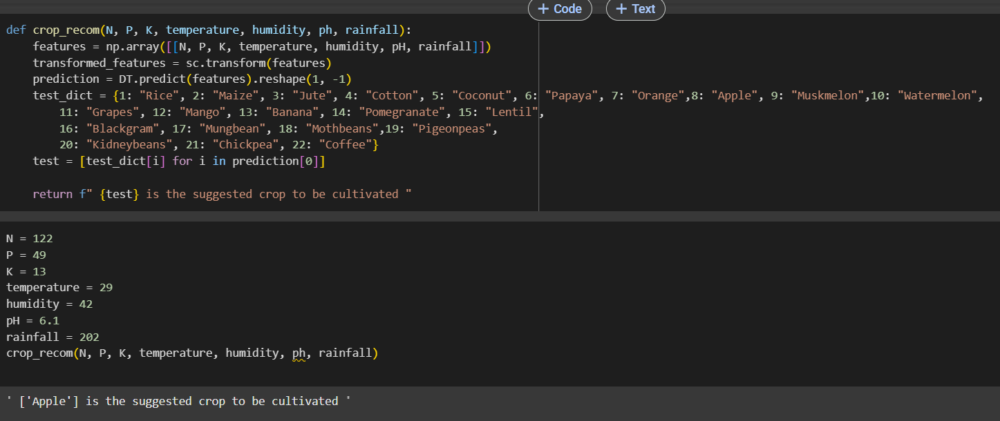 + Code + Text
def crop_recom(N, P, K, temperature, humidity, ph, rainfall):
    features = np.array([[N, P, K, temperature, humidity, pH, rainfall]])
    transformed_features = sc.transform(features)
    prediction = DT.predict(features).reshape(1, -1)
    test_dict = {1: "Rice", 2: "Maize", 3: "Jute", 4: "Cotton", 5: "Coconut", 6: "Papaya", 7: "Orange",8: "Apple", 9: "Muskmelon",10: "Watermelon",
        11: "Grapes", 12: "Mango", 13: "Banana", 14: "Pomegranate", 15: "Lentil",
        16: "Blackgram", 17: "Mungbean", 18: "Mothbeans",19: "Pigeonpeas",
        20: "Kidneybeans", 21: "Chickpea", 22: "Coffee"}
    test = [test_dict[i] for i in prediction[0]]
    return f" {test} is the suggested crop to be cultivated "
N = 122
P = 49
K = 13
temperature = 29
humidity = 42
pH = 6.1
rainfall = 202
crop_recom(N, P, K, temperature, humidity, ph, rainfall)
' ['Apple'] is the suggested crop to be cultivated '